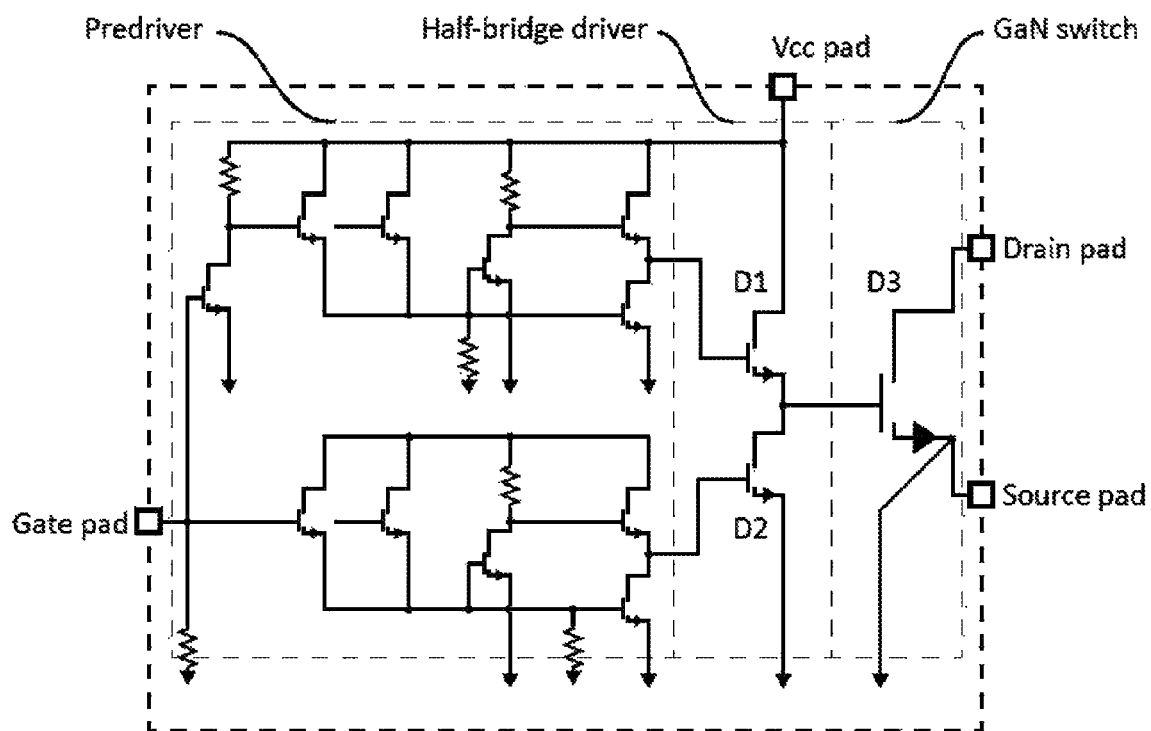 Predriver
Half-bridge driver
GaN switch
Vcc pad
Drain pad
D1
D3
Gate pad
D2
Source pad